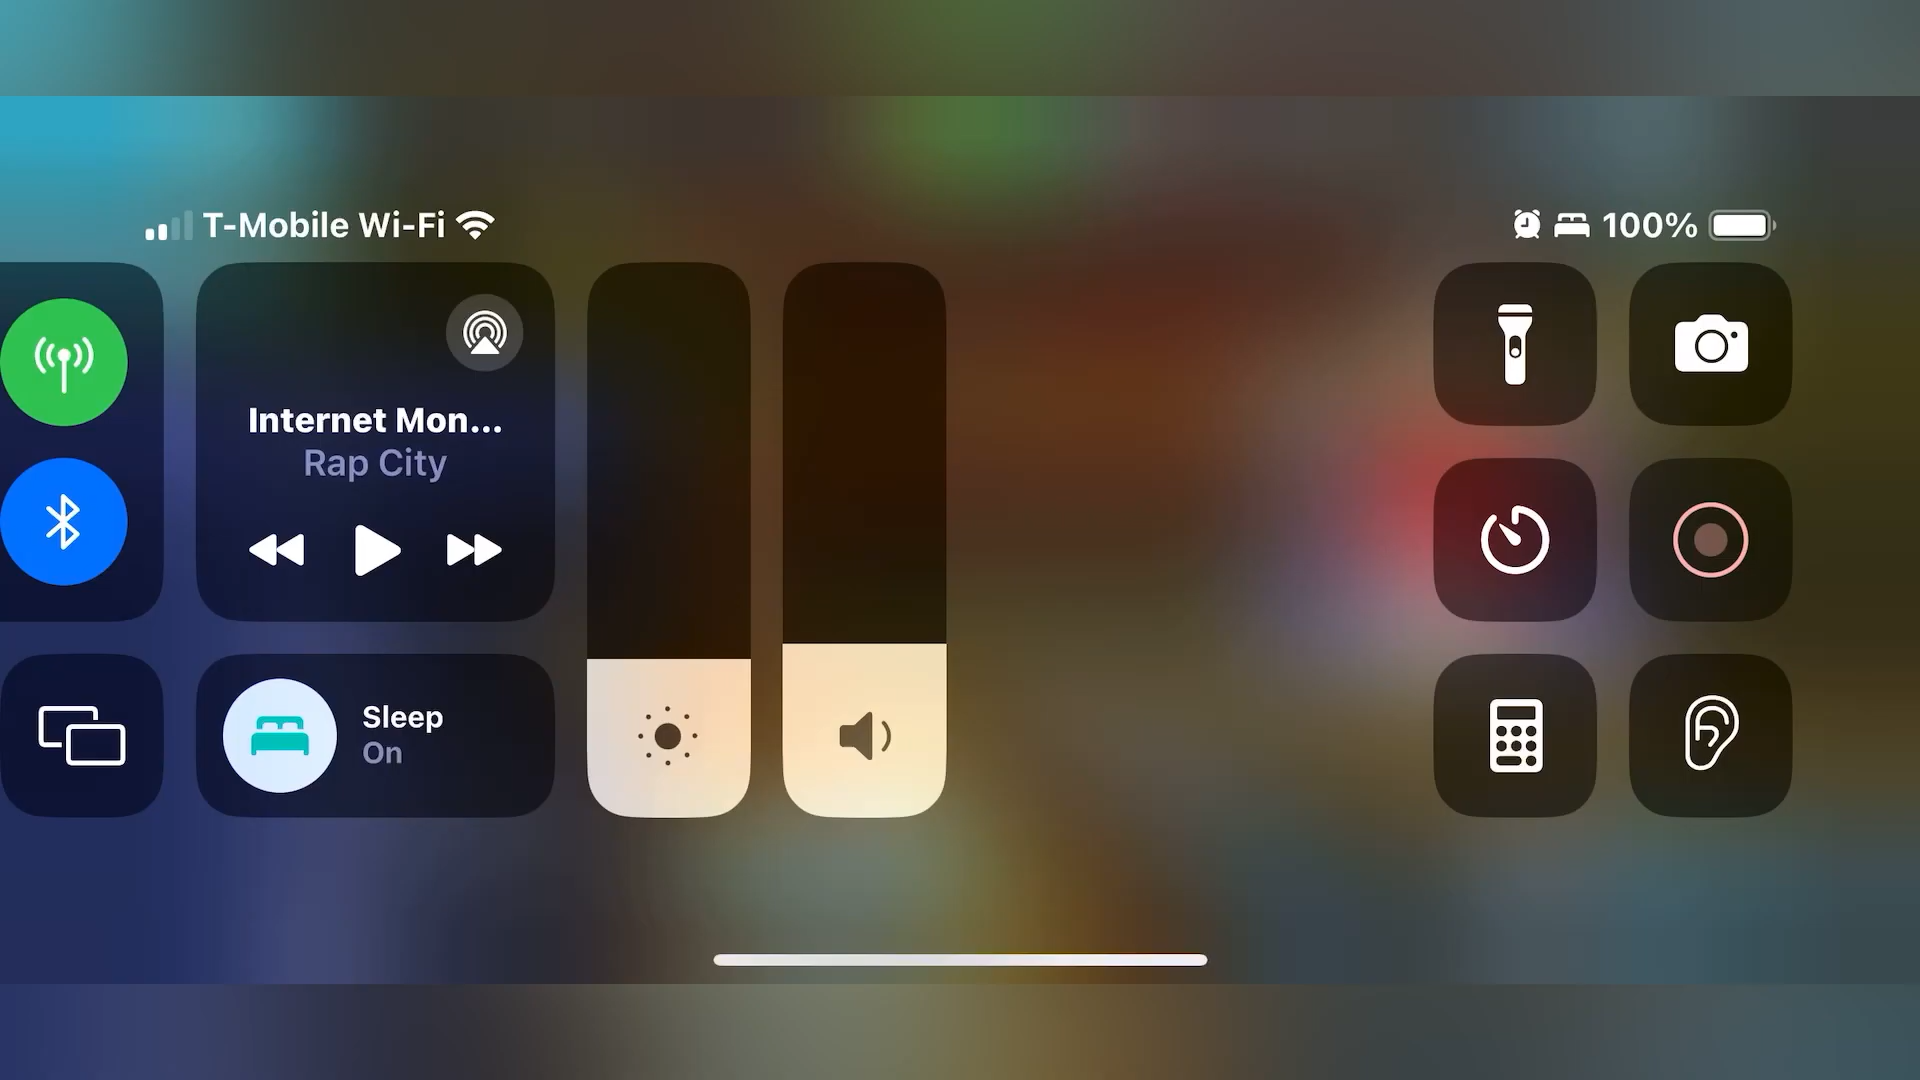 T-Mobile Wi-Fi
100%
Internet Mon...
Rap City
Sleep
On